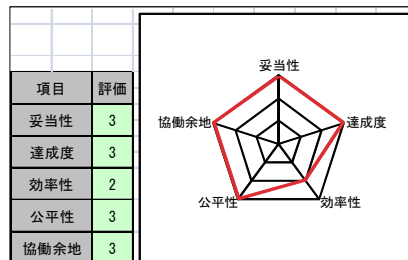 項目 評価
妥当性 3
達成度 3
効率性 2
公平性 3
協働余地 3
妥当性
協働余地 達成度
公平性 効率性